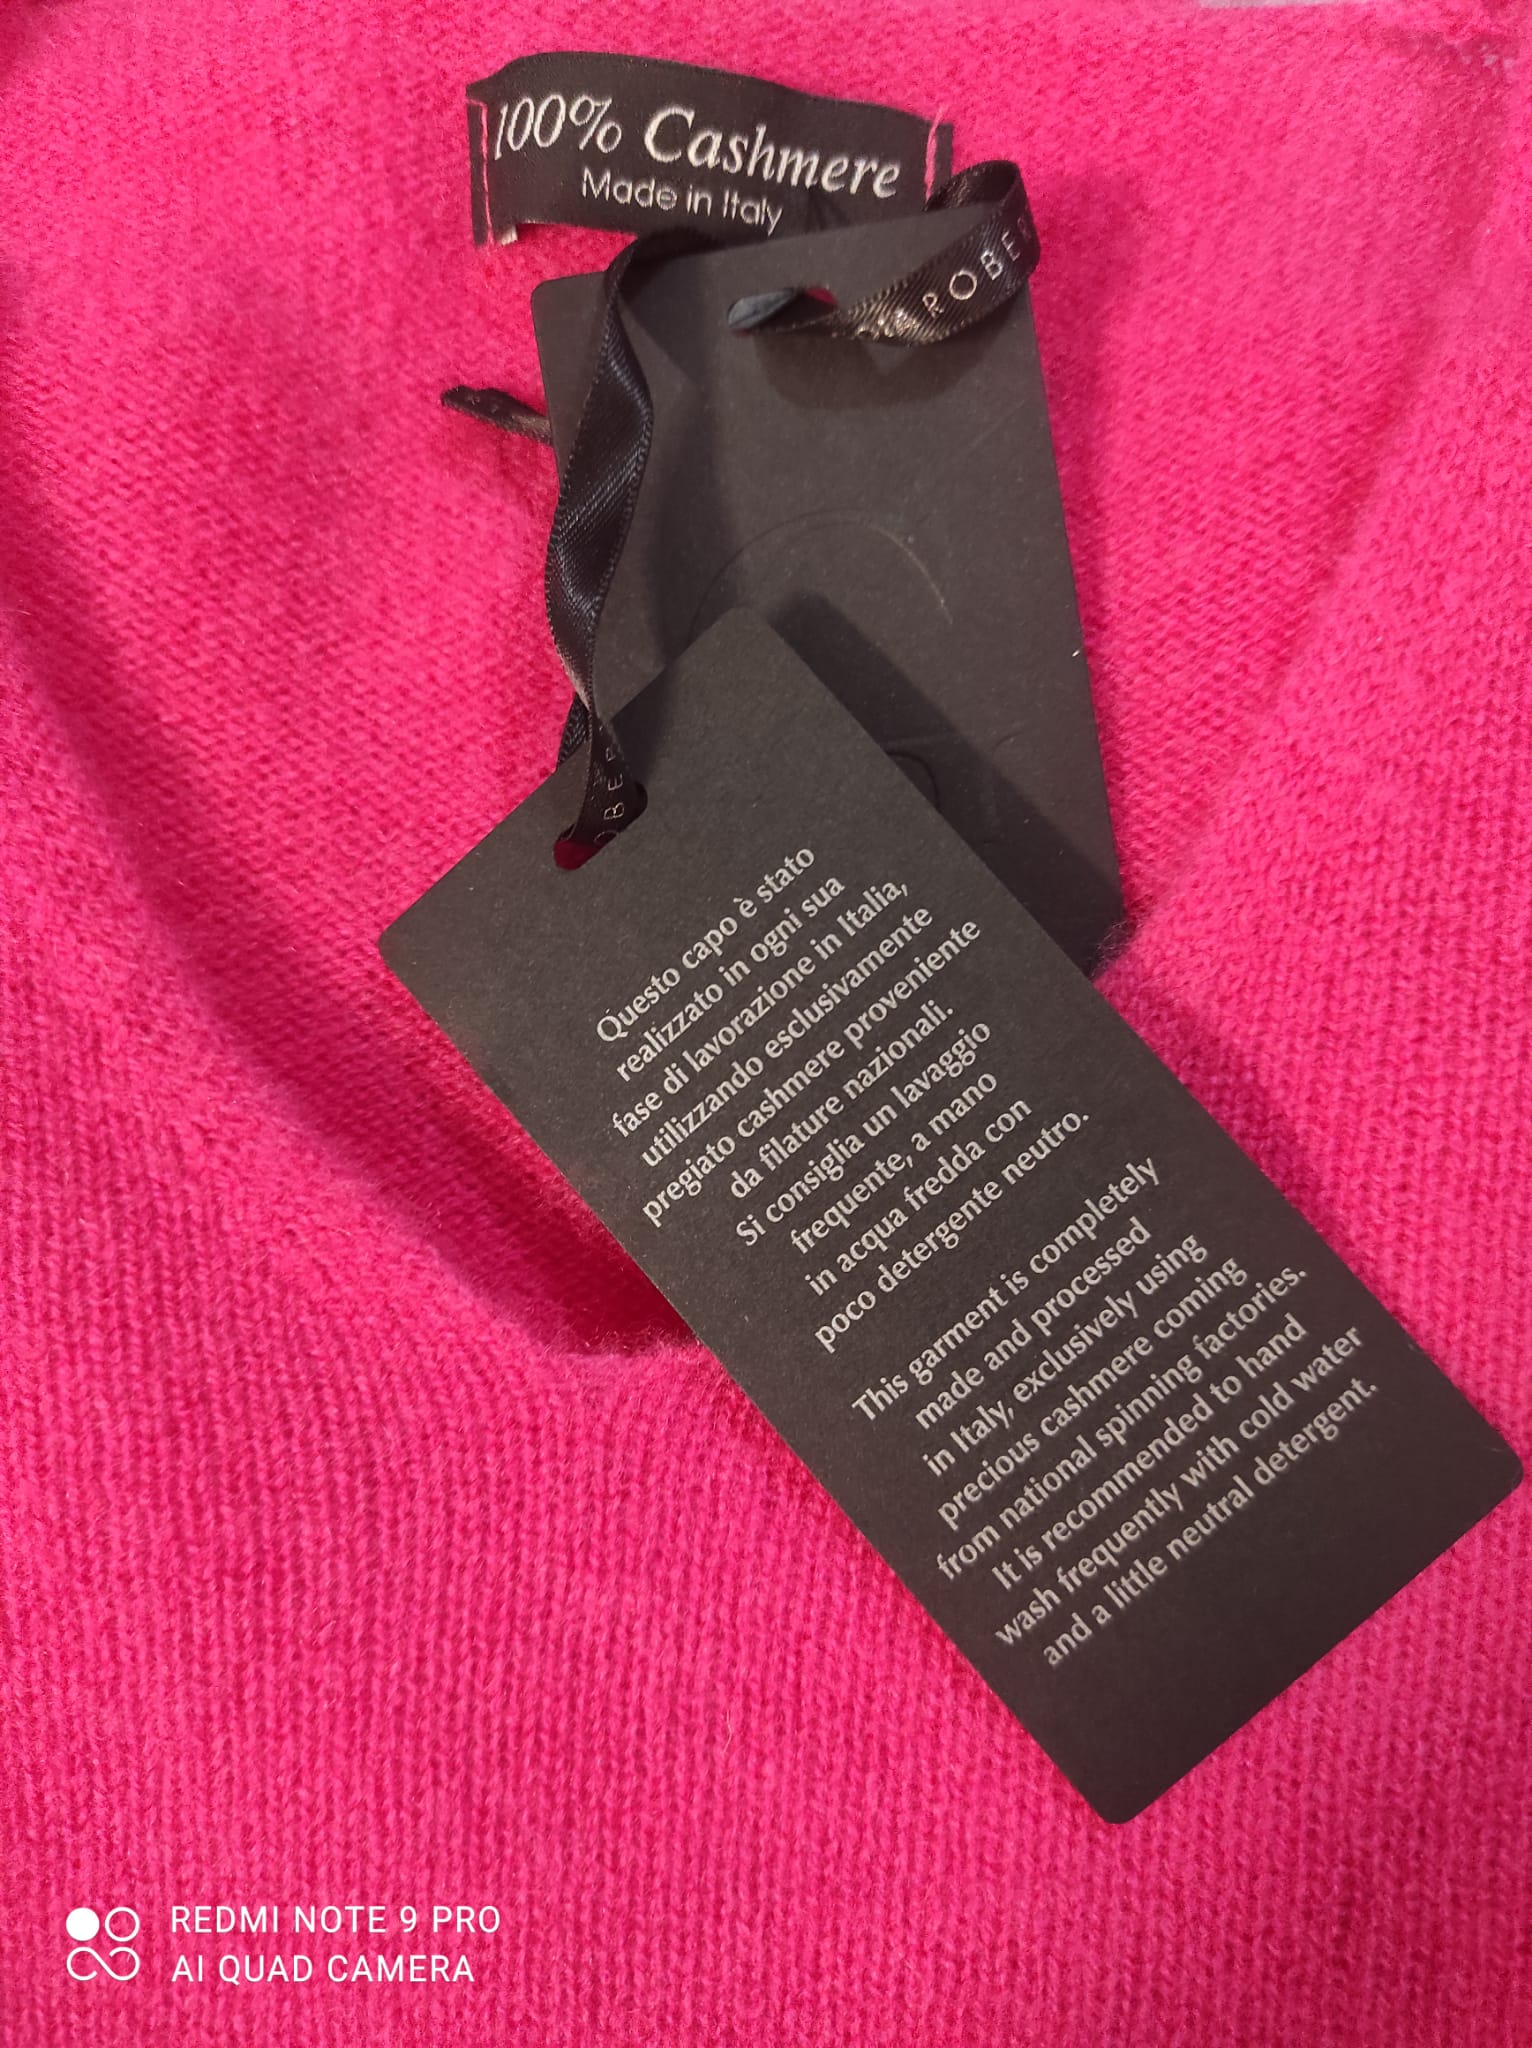 100% Cashmere
Made in Italy
ROBE
OBE
Questo capo è stato
realizzato in ogni sua
fase di lavorazione in Italia,
utilizzando esclusivamente
pregiato cashmere proveniente
da filature nazionali.
Si consiglia un lavaggio
frequente, a mano
in acqua fredda con
poco detergente neutro.
This garment is completely
made and processed
in Italy, exclusively using
precious cashmere coming
from national spinning factories.
It is recommended to hand
wash frequently with cold water
and a little neutral detergent.
REDMI NOTE 9 PRO
AI QUAD CAMERA